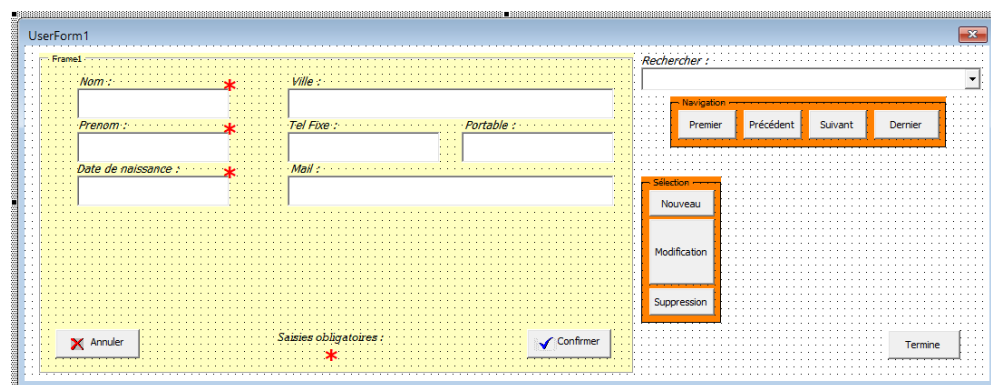 UserForm1
Frame1
Nom : *
Ville :
Prenom : *
Tel Fixe :
Portable :
Date de naissance : *
Mail :
Annuler
Saisies obligatoires :
*
Confirmer
Rechercher :
Navigation
Premier
Précédent
Suivant
Dernier
Sélection
Nouveau
Modification
Suppression
Termine